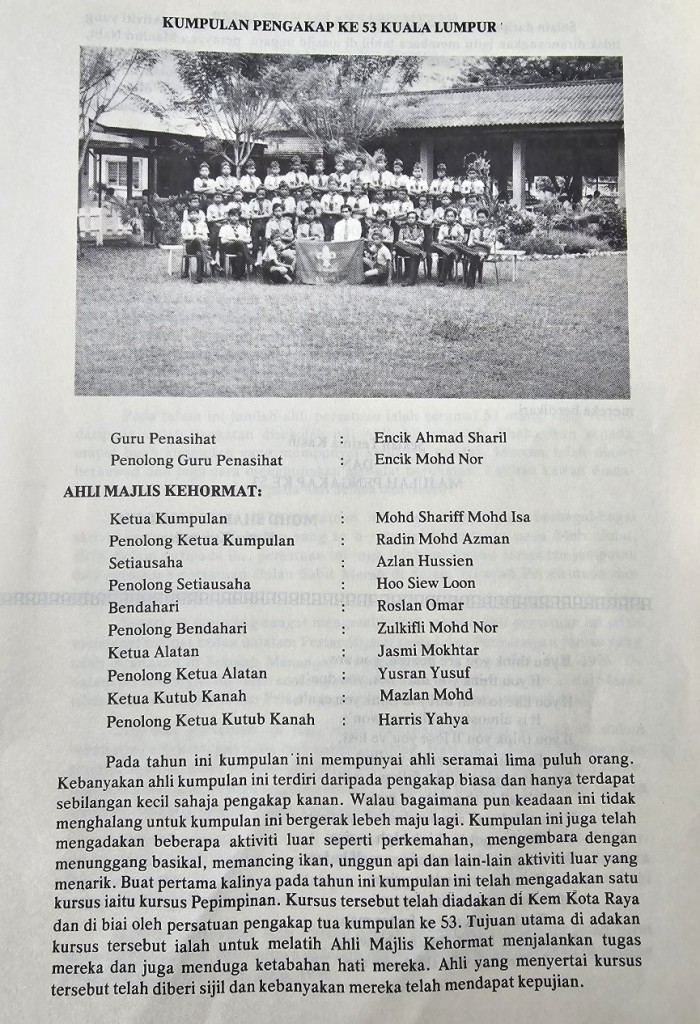 KUMPULAN PENGAKAP KE 53 KUALA LUMPUR
Guru Penasihat : Encik Ahmad Sharil
Penolong Guru Penasihat : Encik Mohd Nor
AHLI MAJLIS KEHORMAT:
Ketua Kumpulan : Mohd Shariff Mohd Isa
Penolong Ketua Kumpulan : Radin Mohd Azman
Setiausaha : Azlan Hussien
Penolong Setiausaha : Hoo Siew Loon
Bendahari : Roslan Omar
Penolong Bendahari : Zulkifli Mohd Nor
Ketua Alatan : Jasmi Mokhtar
Penolong Ketua Alatan : Yusran Yusuf
Ketua Kutub Kanah : Mazlan Mohd
Penolong Ketua Kutub Kanah : Harris Yahya
Pada tahun ini kumpulan ini mempunyai ahli seramai lima puluh orang.
Kebanyakan ahli kumpulan ini terdiri daripada pengakap biasa dan hanya terdapat
sebilangan kecil sahaja pengakap kanan. Walau bagaimana pun keadaan ini tidak
menghalang untuk kumpulan ini bergerak lebeh maju lagi. Kumpulan ini juga telah
mengadakan beberapa aktiviti luar seperti perkemahan, mengembara dengan
menunggang basikal, memancing ikan, unggun api dan lain-lain aktiviti luar yang
menarik. Buat pertama kalinya pada tahun ini kumpulan ini telah mengadakan satu
kursus iaitu kursus Pepimpinan. Kursus tersebut telah diadakan di Kem Kota Raya
dan di biai oleh persatuan pengakap tua kumpulan ke 53. Tujuan utama di adakan
kursus tersebut ialah untuk melatih Ahli Majlis Kehormat menjalankan tugas
mereka dan juga menduga ketabahan hati mereka. Ahli yang menyertai kursus
tersebut telah diberi sijil dan kebanyakan mereka telah mendapat kepujian.